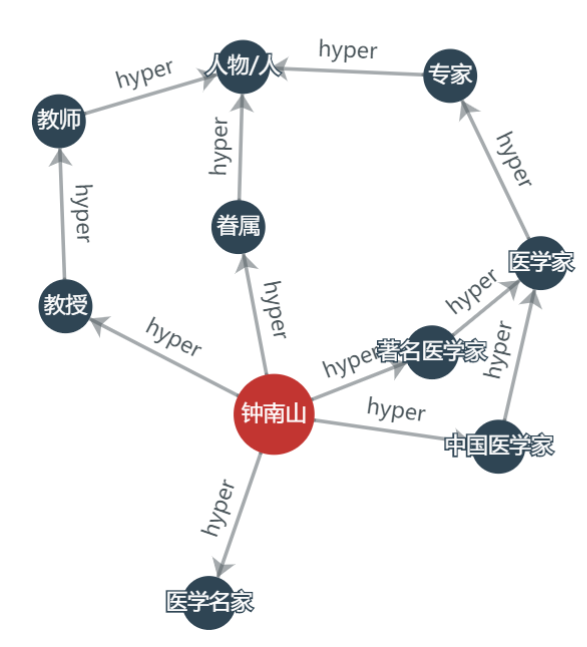 hyper
人物/人
专家
hyper
教师
hyper
hyper
hyper
眷属
医学家
hyper
教授
hyper
hyper
hyper
著名医学家
hyper
hyper
钟南山
hyper
中国医学家
hyper
医学名家